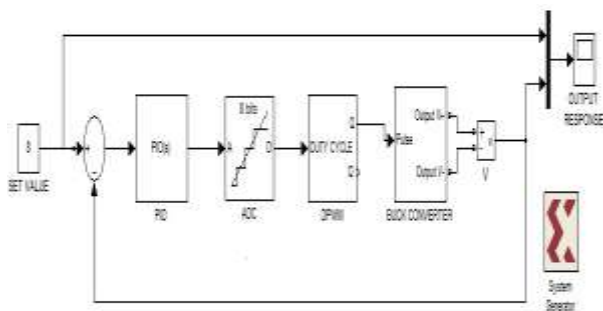 8 bits
Q
Output V+
OUTPUT
RESPONSE
PID(s)
A
D
DUTY CYCLE
Pulse
+
-
v
SET VALUE
Output V-
PID
ADC
DPWM
BUCK CONVERTER
V
System
Generator